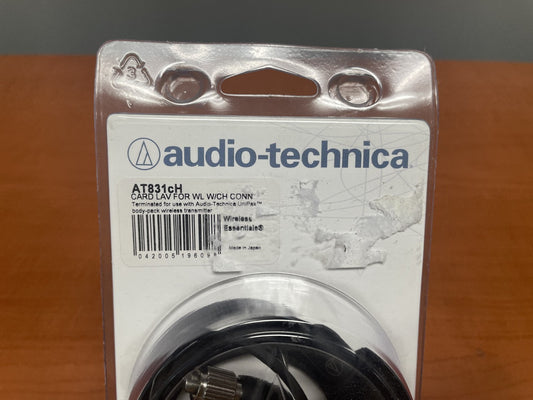 3
audio-technica
AT831cH
CARD LAV FOR WL W/CH CONN
Terminated for use with Audio-Technica UniPak™
body-pack wireless transmitter
Wireless
Essentials®
Made in Japan